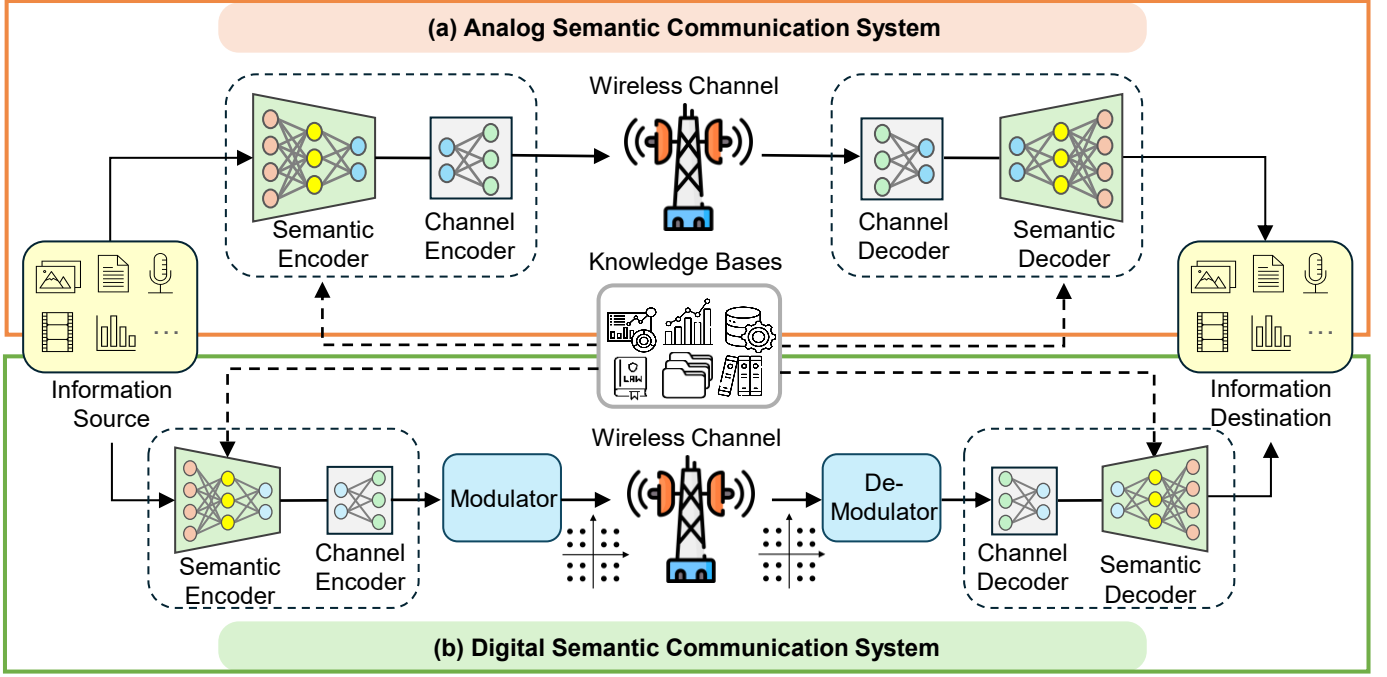 (a) Analog Semantic Communication System
Wireless Channel
Semantic
Encoder
Channel
Encoder
Channel
Decoder
Semantic
Decoder
Knowledge Bases
...
...
LAW
Information
Source
Information
Destination
Wireless Channel
Modulator
De-
Modulator
Semantic
Encoder
Channel
Encoder
Channel
Decoder
Semantic
Decoder
(b) Digital Semantic Communication System